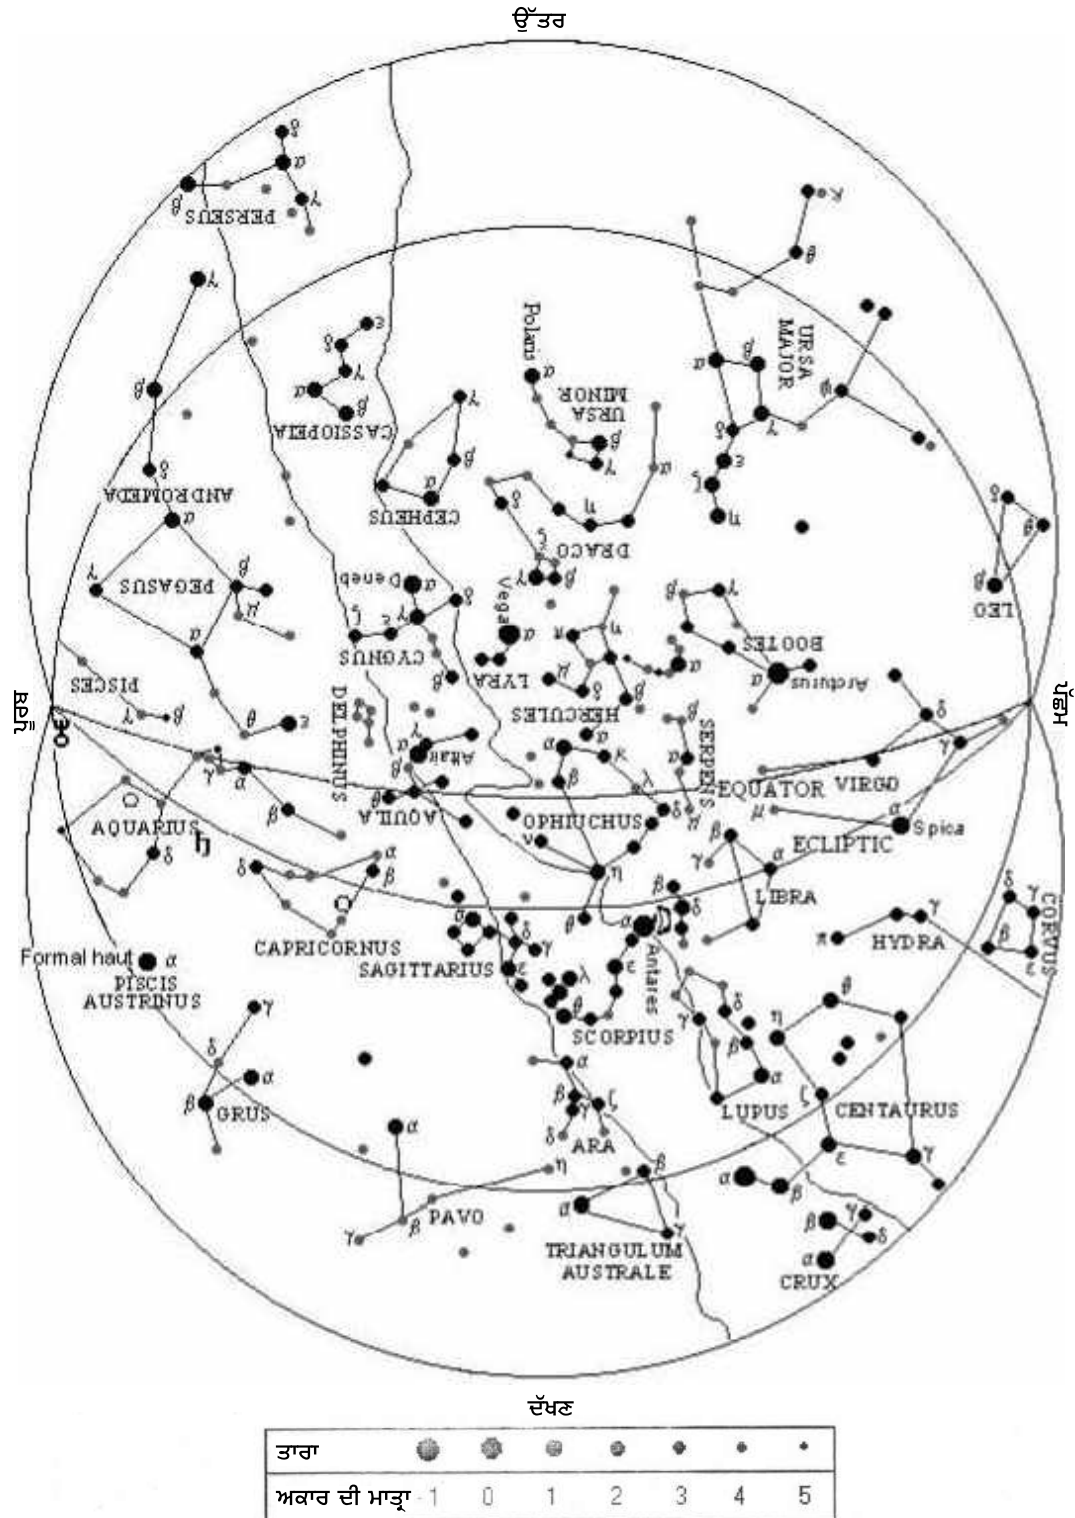 ਉੱਤਰ
δ
α
β
γ
PERSEUS
κ
θ
γ
ε
δ
γ
α
β
CASSIOPEIA
Polaris
α
URSA
MINOR
β
γ
URSA
MAJOR
α
β
ψ
γ
δ
ε
ζ
η
β
δ
ANDROMEDA
α
γ
β
α
CEPHEUS
α
η
δ
DRACO
ζ
γ
β
δ
θ
β
LEO
γ
PEGASUS
β
μ
α
Deneb
α
γ
δ
ζ
ε
CYGNUS
β
Vega
α
LYRA
π
η
μ
δ
β
HERCULES
β
γ
BOOTES
α
Arcturus
α
ਪੂਰਬ
ਪੱਛਮ
PISCES
γ
β
θ
ε
DELPHINUS
α
Altair
β
θ
AQUILA
α
κ
β
λ
δ
OPHIUCHUS
ν
η
θ
SERPENS
α
μ
EQUATOR
VIRGO
δ
γ
μ
α
Spica
ECLIPTIC
γ
α
β
AQUARIUS
δ
δ
α
β
CAPRICORNUS
SAGITTARIUS
σ
δ
γ
ε
β
δ
α
Antares
ε
λ
θ
SCORPIUS
β
γ
α
LIBRA
π
γ
HYDRA
δ
γ
β
ε
CORVUS
Formal haut
α
PISCIS
AUSTRINUS
γ
δ
α
β
GRUS
γ
δ
β
α
LUPUS
θ
η
ζ
CENTAURUS
ε
γ
α
β
α
β
γ
ζ
δ
ARA
α
η
β
γ
PAVO
β
α
γ
TRIANGULUM
AUSTRALE
β
γ
δ
α
CRUX
ਦੱਖਣ
ਤਾਰਾ
ਅਕਾਰ ਦੀ ਮਾਤ੍ਰਾ - 1 0 1 2 3 4 5